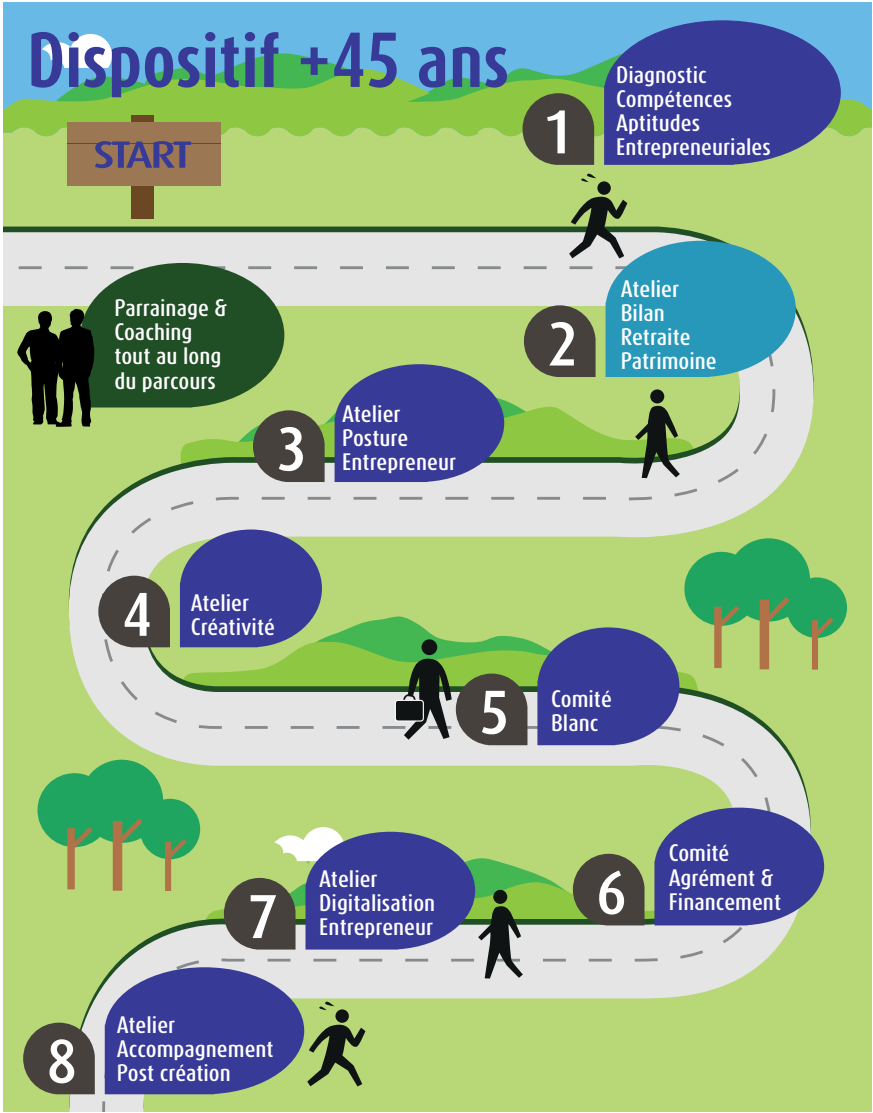 Dispositif +45 ans
START
1
Diagnostic
Compétences
Aptitudes
Entrepreneuriales
2
Atelier
Bilan
Retraite
Patrimoine
Parrainage &
Coaching
tout au long
du parcours
3
Atelier
Posture
Entrepreneur
4
Atelier
Créativité
5
Comité
Blanc
6
Comité
Agrément &
Financement
7
Atelier
Digitalisation
Entrepreneur
8
Atelier
Accompagnement
Post création